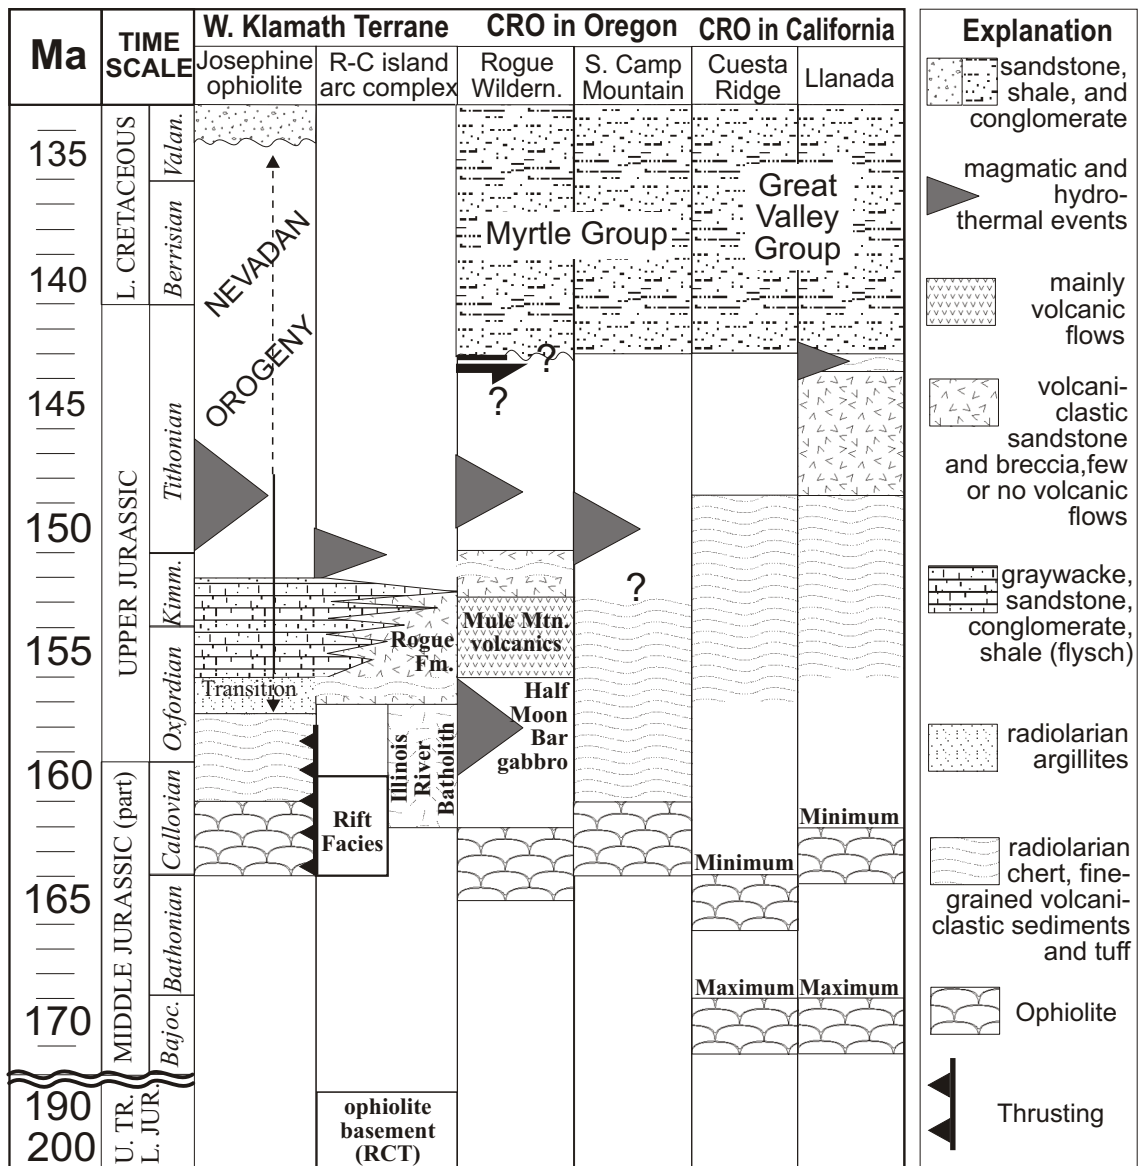 Ma
TIME
SCALE
W. Klamath Terrane
CRO in Oregon
CRO in California
Josephine
ophiolite
R-C island
arc complex
Rogue
Wildern.
S. Camp
Mountain
Cuesta
Ridge
Llanada
135
140
145
150
155
160
165
170
190
200
L. CRETACEOUS
UPPER JURASSIC
MIDDLE JURASSIC (part)
U. TR.
L. JUR.
Valan.
Berrisian
Tithonian
Kimm.
Oxfordian
Callovian
Bathonian
Bajoc.
NEVADAN
OROGENY
Transition
Rogue
Fm.
Illinois
River
Batholith
Rift
Facies
ophiolite
basement
(RCT)
Myrtle Group
?
?
Mule Mtn.
volcanics
Half
Moon
Bar
gabbro
?
Great
Valley
Group
Minimum
Minimum
Maximum
Maximum
Explanation
sandstone,
shale, and
conglomerate
magmatic and
hydro-
thermal events
mainly
volcanic
flows
volcani-
clastic
sandstone
and breccia,few
or no volcanic
flows
graywacke,
sandstone,
conglomerate,
shale (flysch)
radiolarian
argillites
radiolarian
chert, fine-
grained volcani-
clastic sediments
and tuff
Ophiolite
Thrusting